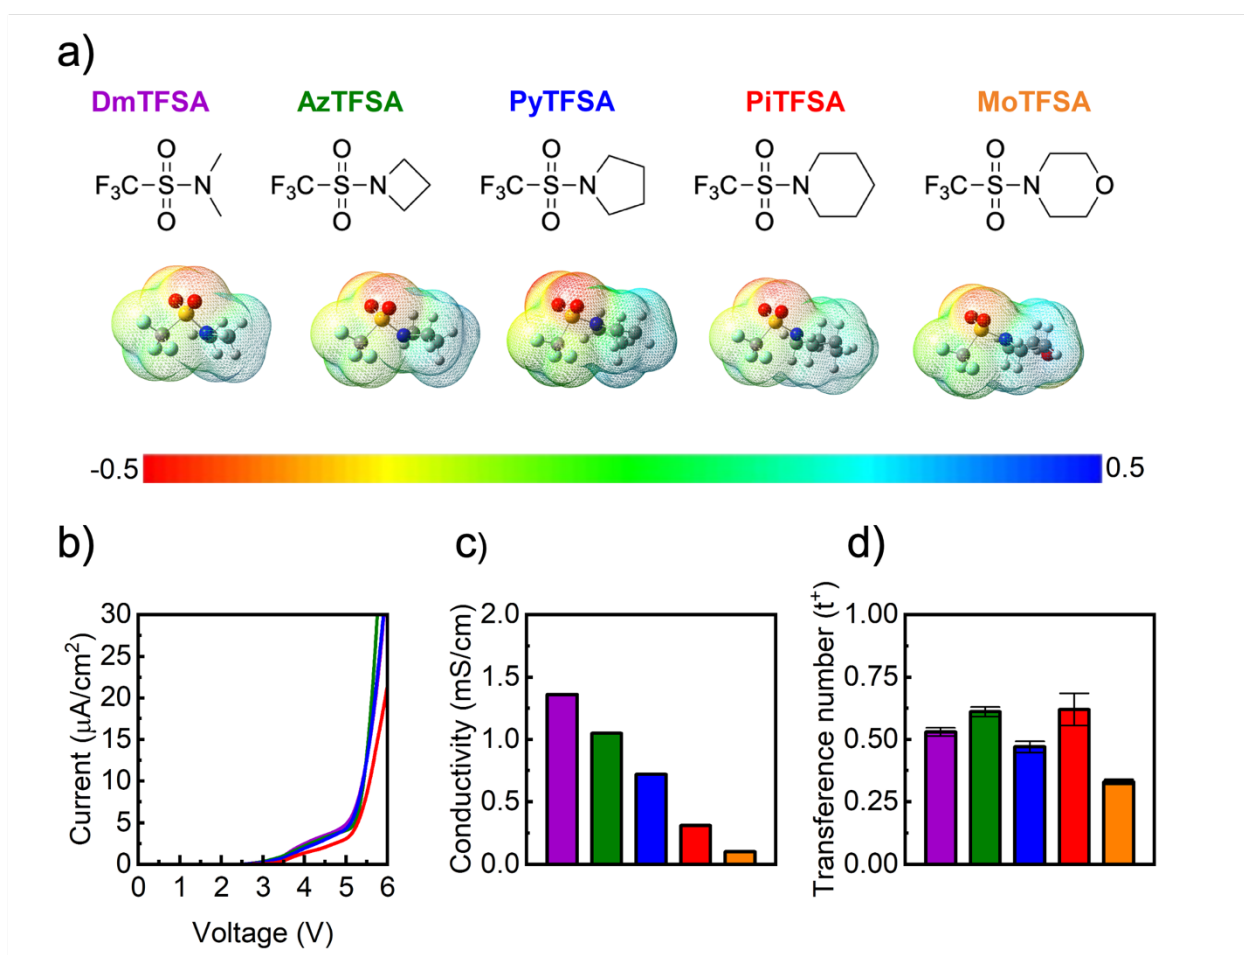 a)
DmTFSA AzTFSA PyTFSA PiTFSA MoTFSA
O O O O O
F3C S N F3C S N F3C S N F3C S N F3C S N O
O O O O O
-0.5 0.5
b) c) d)
Current (μA/cm²)
30
25
20
15
10
5
0
0 1 2 3 4 5 6
Voltage (V)
Conductivity (mS/cm)
2.0
1.5
1.0
0.5
0.0
Transference number (t⁺)
1.00
0.75
0.50
0.25
0.00